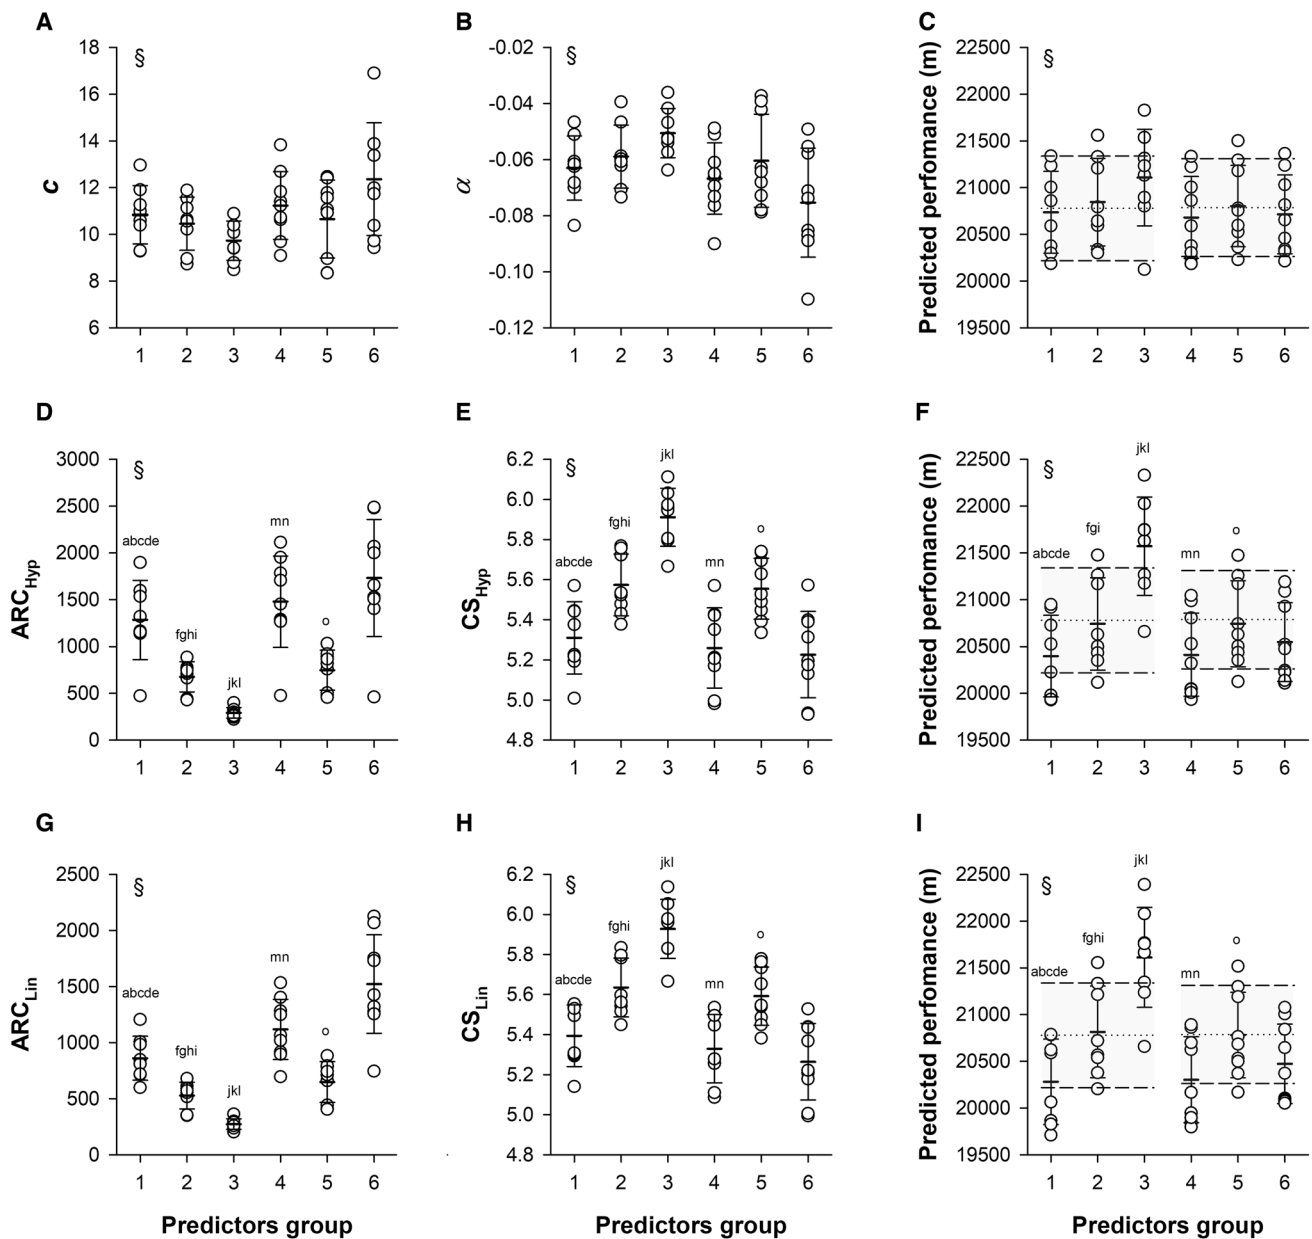 A
§
c
18
16
14
12
10
8
6
1 2 3 4 5 6
B
§
α
-0.02
-0.04
-0.06
-0.08
-0.10
-0.12
1 2 3 4 5 6
C
§
Predicted perfomance (m)
22500
22000
21500
21000
20500
20000
19500
1 2 3 4 5 6
D
§
ARCHyp
3000
2500
2000
1500
1000
500
0
abcde
fghi
jkl
mn
o
1 2 3 4 5 6
E
§
CSHyp
6.2
6.0
5.8
5.6
5.4
5.2
5.0
4.8
abcde
fghi
jkl
mn
o
1 2 3 4 5 6
F
§
Predicted perfomance (m)
22500
22000
21500
21000
20500
20000
19500
abcde
fgi
jkl
mn
o
1 2 3 4 5 6
G
§
ARCLin
2500
2000
1500
1000
500
0
abcde
fghi
jkl
mn
o
1 2 3 4 5 6
Predictors group
H
§
CSLin
6.2
6.0
5.8
5.6
5.4
5.2
5.0
4.8
abcde
fghi
jkl
mn
o
1 2 3 4 5 6
Predictors group
I
§
Predicted perfomance (m)
22500
22000
21500
21000
20500
20000
19500
abcde
fghi
jkl
mn
o
1 2 3 4 5 6
Predictors group